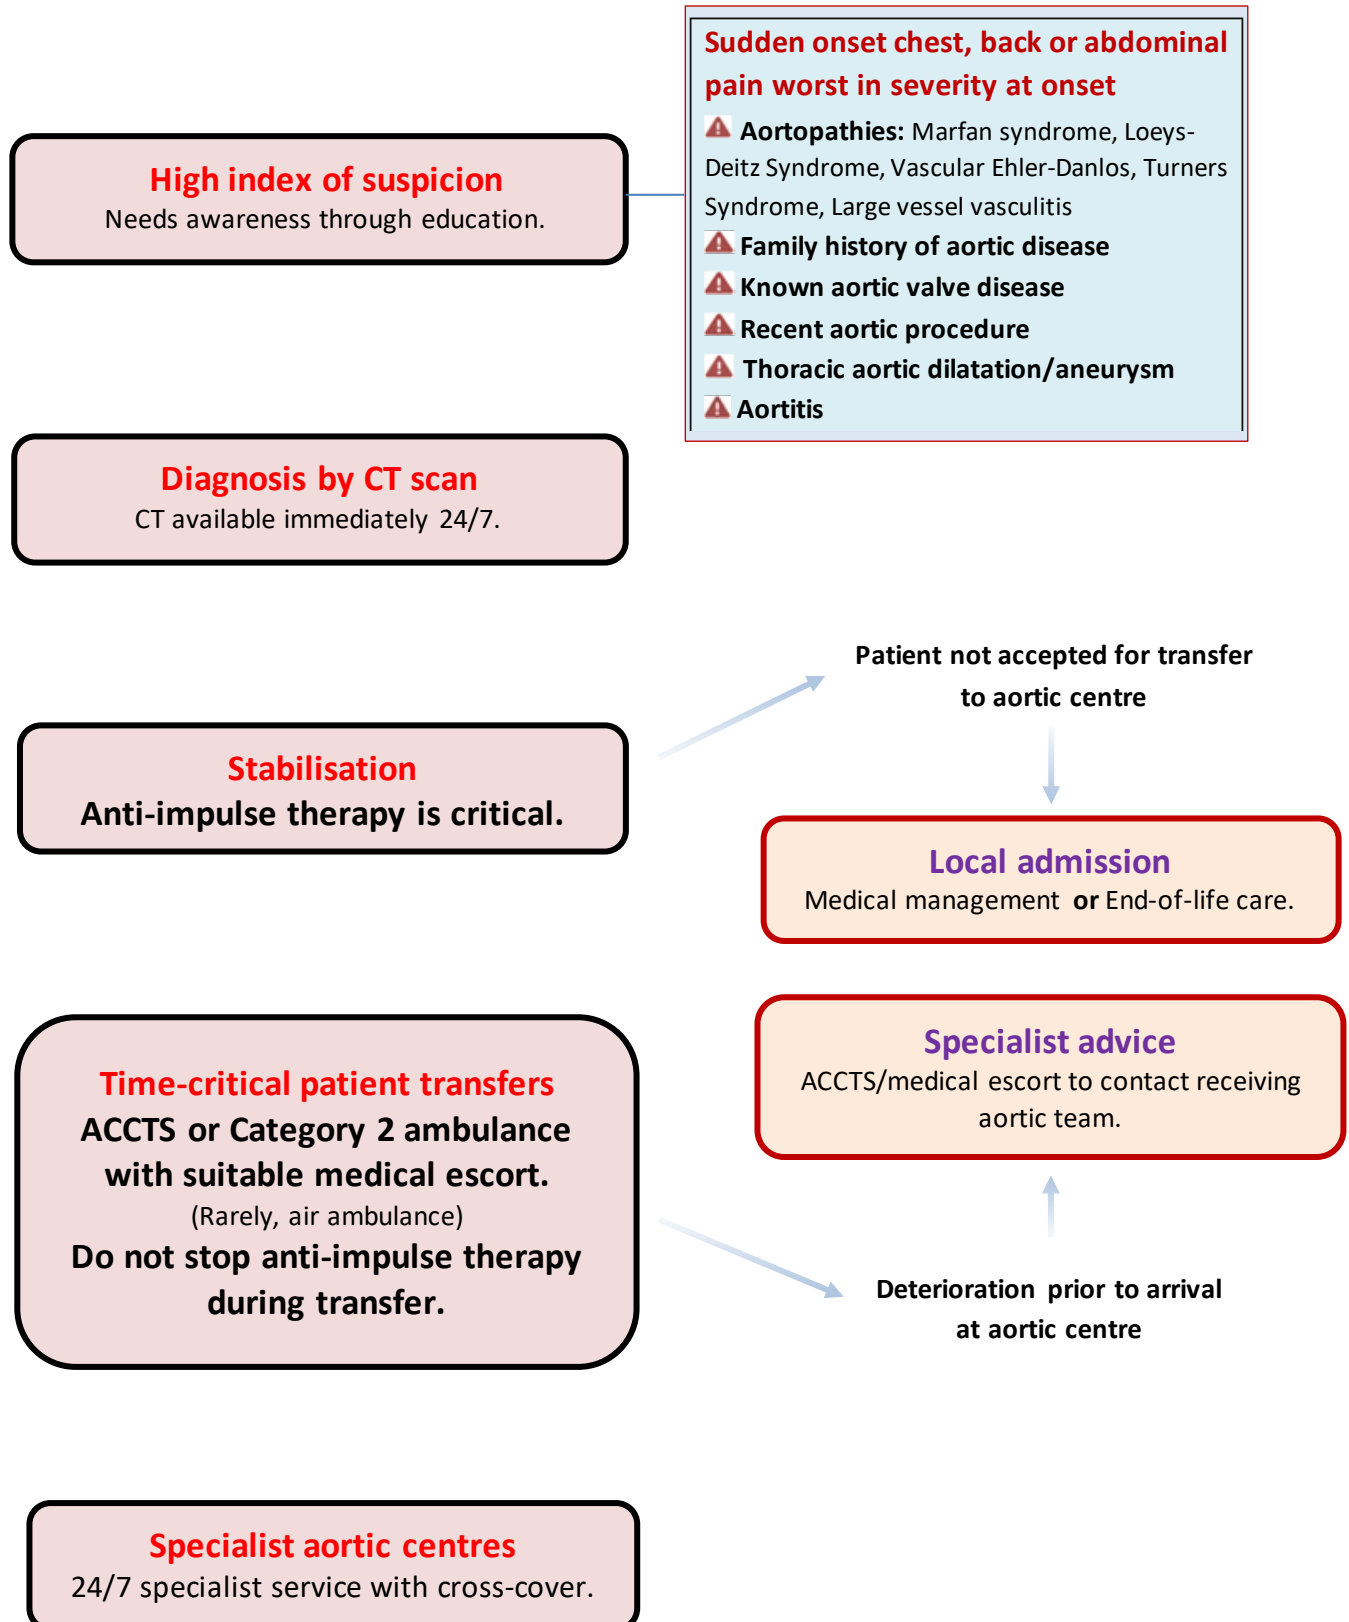 High index of suspicion
Needs awareness through education.
Sudden onset chest, back or abdominal
pain worst in severity at onset
Aortopathies: Marfan syndrome, Loeys-
Deitz Syndrome, Vascular Ehler-Danlos, Turners
Syndrome, Large vessel vasculitis
Family history of aortic disease
Known aortic valve disease
Recent aortic procedure
Thoracic aortic dilatation/aneurysm
Aortitis
Diagnosis by CT scan
CT available immediately 24/7.
Stabilisation
Anti-impulse therapy is critical.
Patient not accepted for transfer
to aortic centre
Local admission
Medical management or End-of-life care.
Time-critical patient transfers
ACCTS or Category 2 ambulance
with suitable medical escort.
(Rarely, air ambulance)
Do not stop anti-impulse therapy
during transfer.
Specialist advice
ACCTS/medical escort to contact receiving
aortic team.
Deterioration prior to arrival
at aortic centre
Specialist aortic centres
24/7 specialist service with cross-cover.